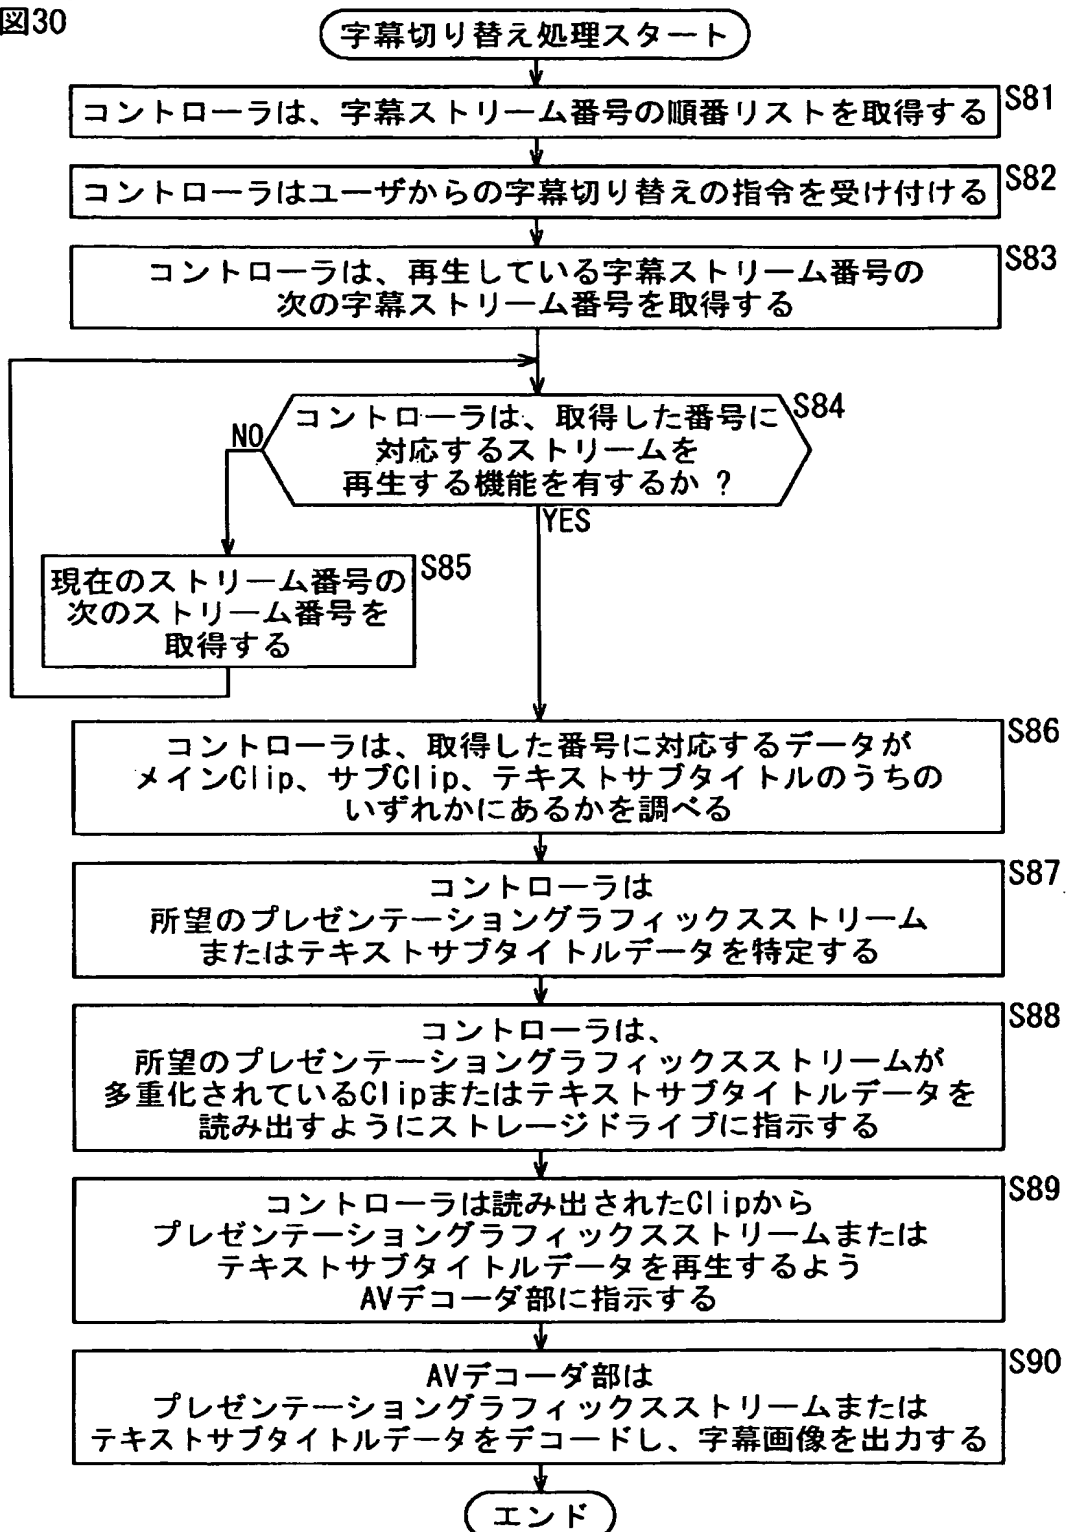 図30
字幕切り替え処理スタート
コントローラは、字幕ストリーム番号の順番リストを取得する
S81
コントローラはユーザからの字幕切り替えの指令を受け付ける
S82
コントローラは、再生している字幕ストリーム番号の
次の字幕ストリーム番号を取得する
S83
コントローラは、取得した番号に
対応するストリームを
再生する機能を有するか？
S84
NO
YES
現在のストリーム番号の
次のストリーム番号を
取得する
S85
コントローラは、取得した番号に対応するデータが
メインClip、サブClip、テキストサブタイトルのうちの
いずれかにあるかを調べる
S86
コントローラは
所望のプレゼンテーショングラフィックスストリーム
またはテキストサブタイトルデータを特定する
S87
コントローラは、
所望のプレゼンテーショングラフィックスストリームが
多重化されているClipまたはテキストサブタイトルデータを
読み出すようにストレージドライブに指示する
S88
コントローラは読み出されたClipから
プレゼンテーショングラフィックスストリームまたは
テキストサブタイトルデータを再生するよう
AVデコーダ部に指示する
S89
AVデコーダ部は
プレゼンテーショングラフィックスストリームまたは
テキストサブタイトルデータをデコードし、字幕画像を出力する
S90
エンド